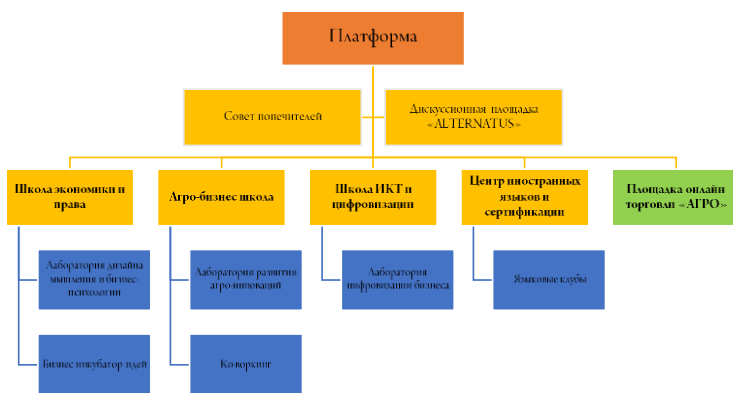 Платформа
Совет попечителей
Дискуссионная площадка
«ALTERNATUS»
Школа экономики и
права
Агро-бизнес школа
Школа ИКТ и
цифровизации
Центр иностранных
языков и
сертификации
Площадка онлайн
торговли «АГРО»
Лаборатория дизайна
мышления и бизнес-
психологии
Лаборатория развития
агро-инноваций
Лаборатория
цифровизации бизнеса
Языковые клубы
Бизнес инкубатор идей
Ко-воркинг